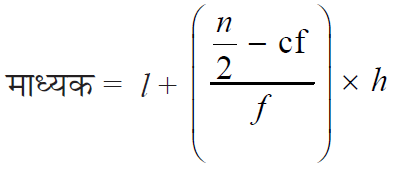 माध्यक = l + ( (n/2 − cf) / f ) × h